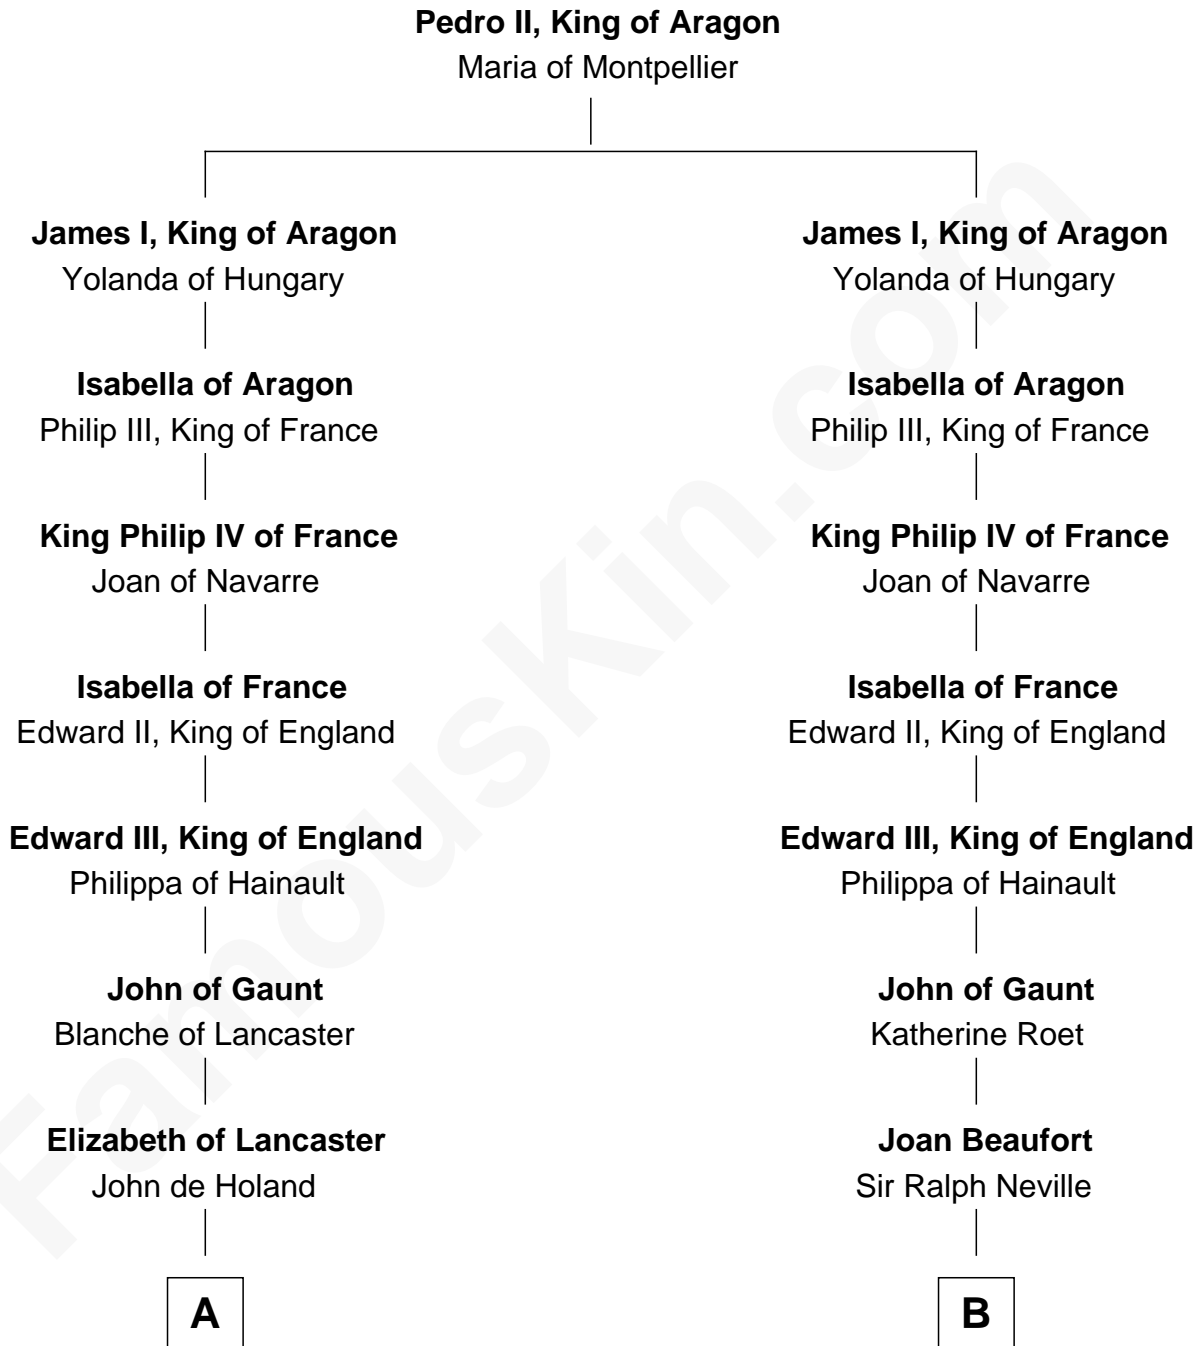 Pedro II, King of Aragon
Maria of Montpellier
James I, King of Aragon
Yolanda of Hungary
James I, King of Aragon
Yolanda of Hungary
Isabella of Aragon
Philip III, King of France
Isabella of Aragon
Philip III, King of France
King Philip IV of France
Joan of Navarre
King Philip IV of France
Joan of Navarre
Isabella of France
Edward II, King of England
Isabella of France
Edward II, King of England
Edward III, King of England
Philippa of Hainault
Edward III, King of England
Philippa of Hainault
John of Gaunt
Blanche of Lancaster
John of Gaunt
Katherine Roet
Elizabeth of Lancaster
John de Holand
Joan Beaufort
Sir Ralph Neville
A
B
FamousKin.com